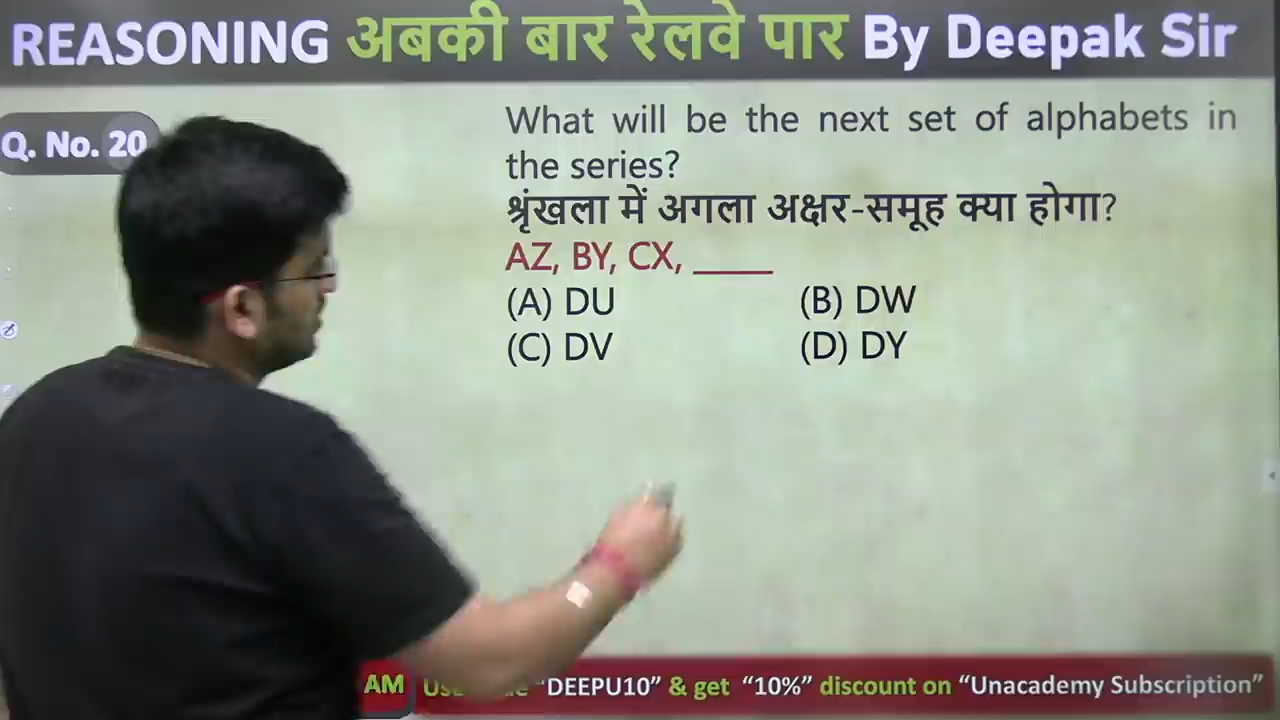 REASONING अबकी बार रेलवे पार By Deepak Sir
Q. No. 20
What will be the next set of alphabets in
the series?
श्रृंखला में अगला अक्षर-समूह क्या होगा?
AZ, BY, CX, _____
(A) DU (B) DW
(C) DV (D) DY
AM "DEEPU10" & get "10%" discount on "Unacademy Subscription"